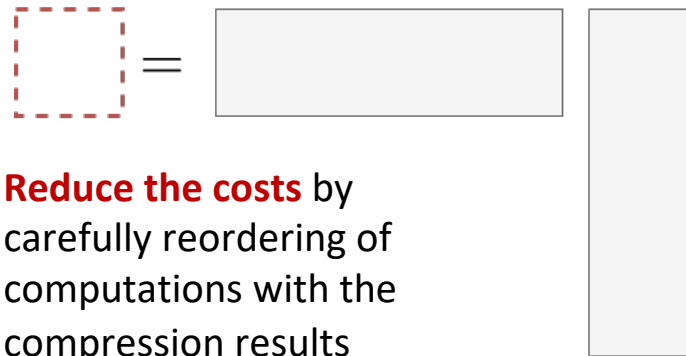 =
Reduce the costs by
carefully reordering of
computations with the
compression results